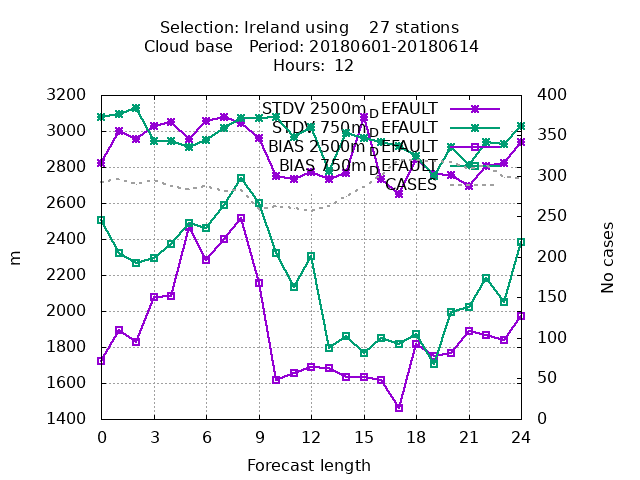 Selection: Ireland using    27 stations
Cloud base   Period: 20180601-20180614
Hours:  12
STDV 2500m_DEFAULT
STDV 750m_DEFAULT
BIAS 2500m_DEFAULT
BIAS 750m_DEFAULT
CASES
3200
3000
2800
2600
2400
2200
2000
1800
1600
1400
m
400
350
300
250
200
150
100
50
0
No cases
0 3 6 9 12 15 18 21 24
Forecast length